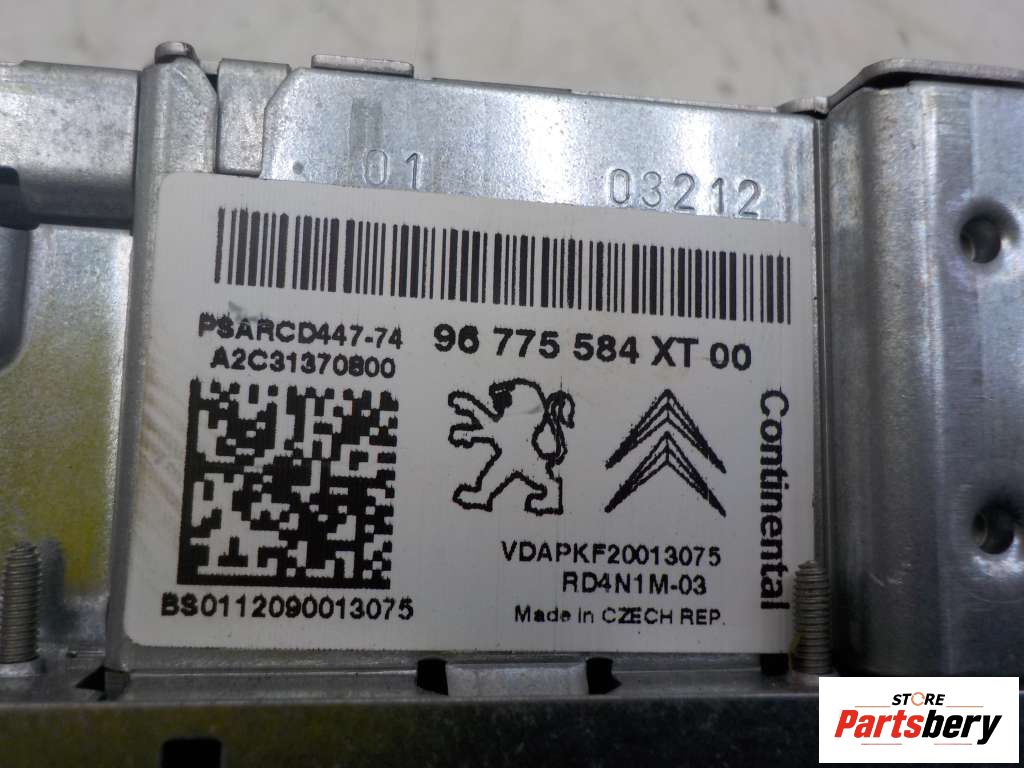 01 03212
PSARCD447-74
A2C31370800
96 775 584 XT 00
Continental
VDAPKF20013075
RD4N1M-03
BS0112090013075
Made in CZECH REP.
STORE
Partsbery